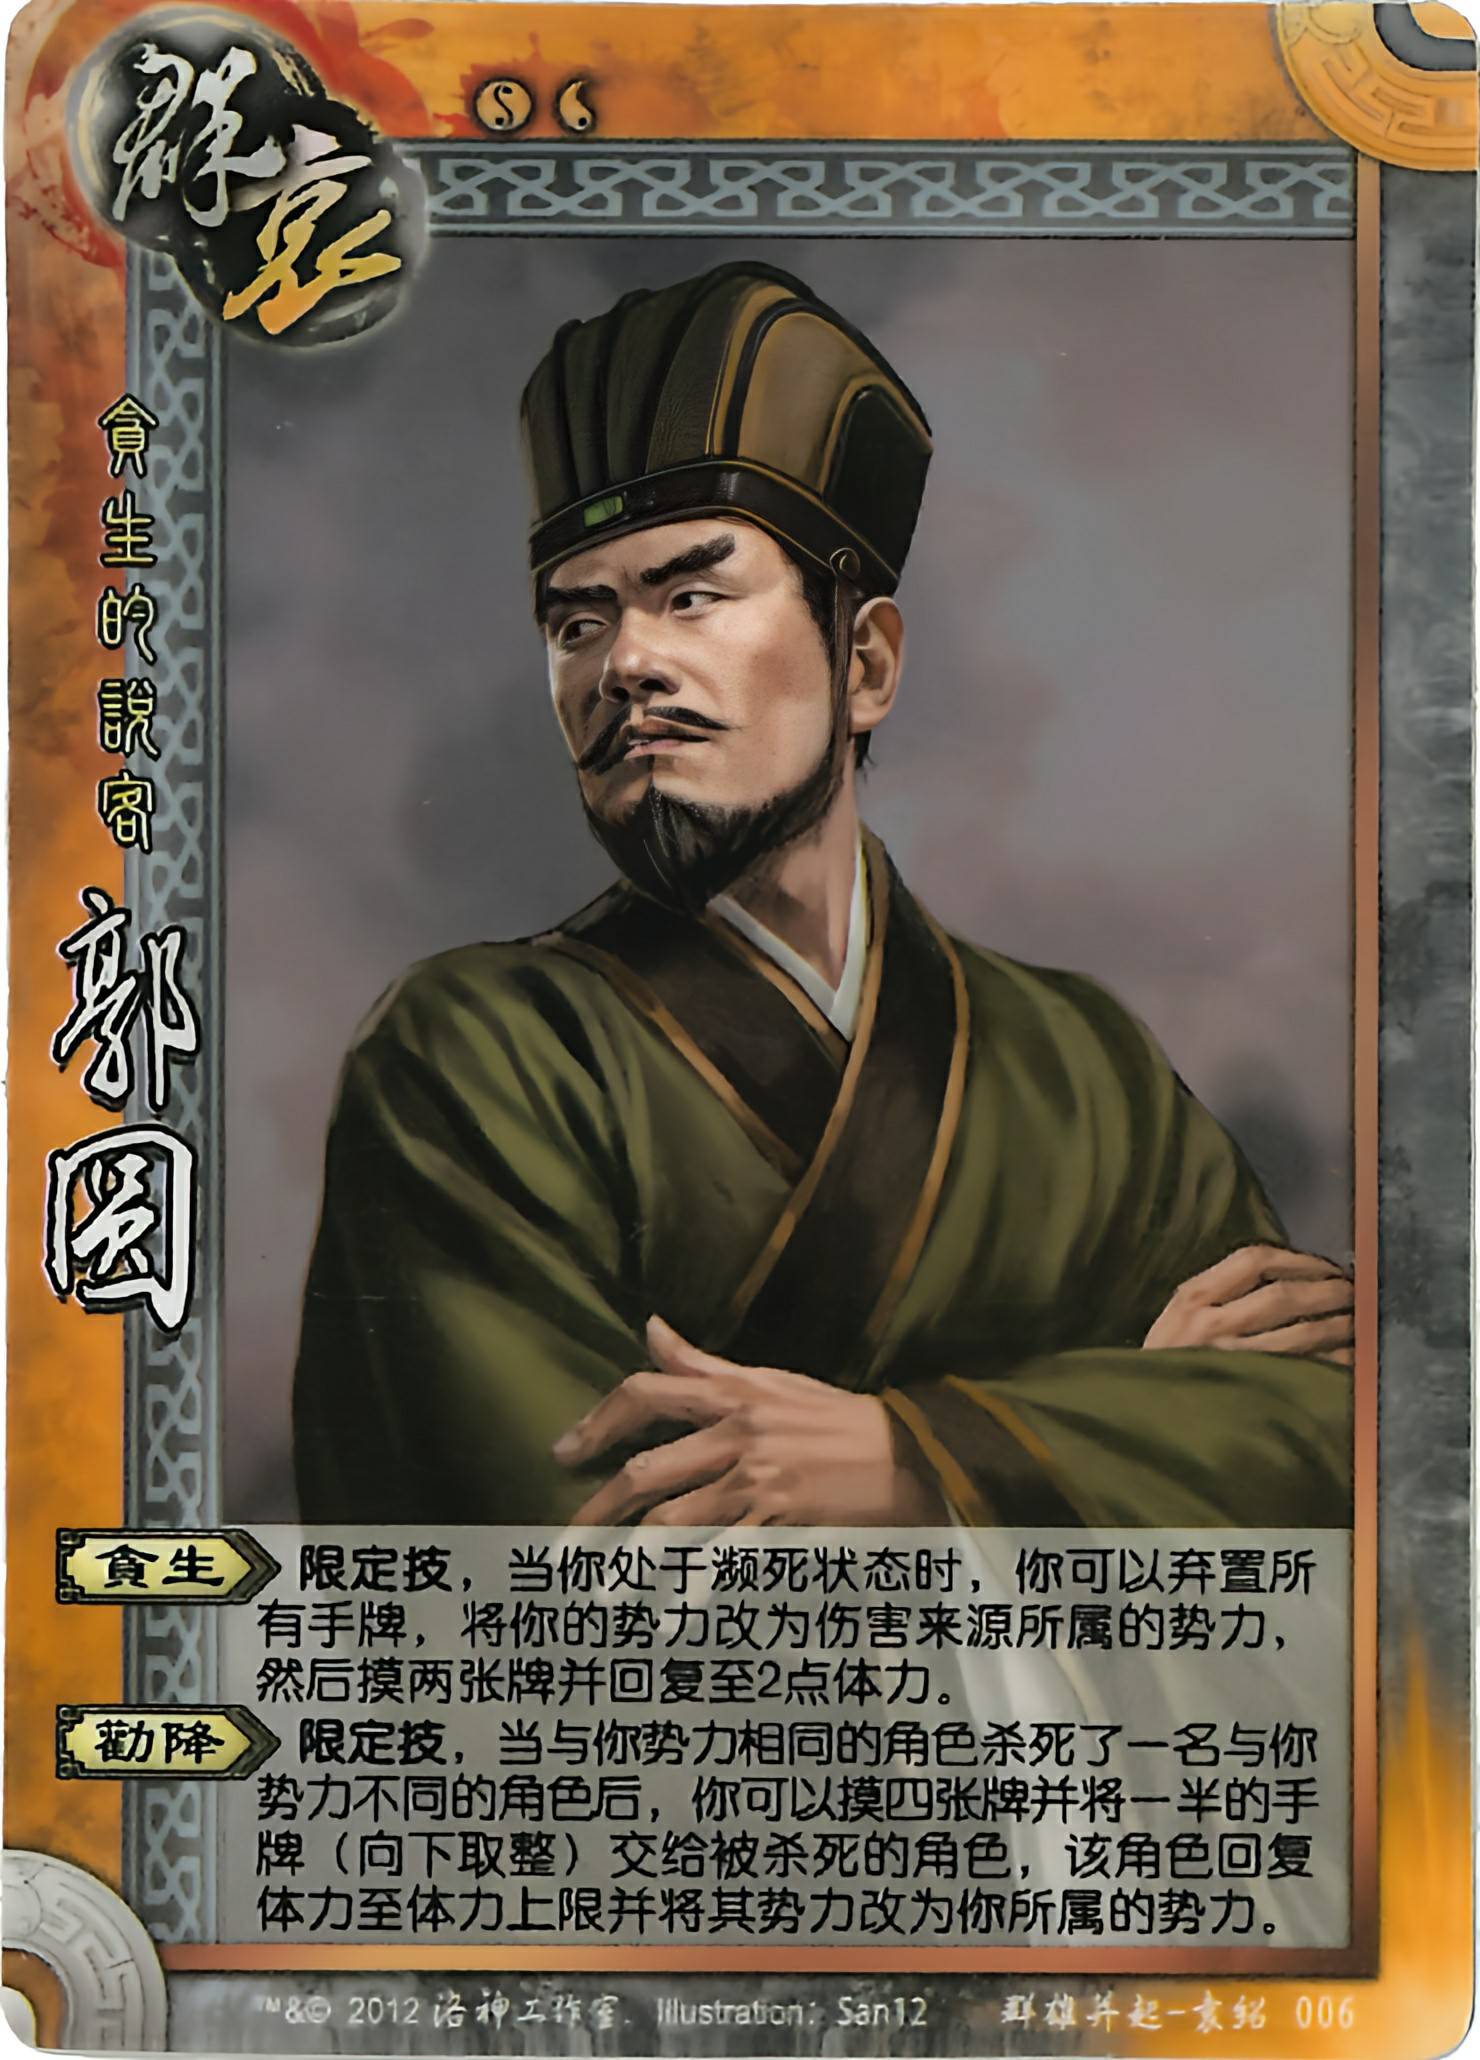 群
袁
貪生的說客
郭図
貪生
限定技，当你处于濒死状态时，你可以弃置所
有手牌，将你的势力改为伤害来源所属的势力，
然后摸两张牌并回复至2点体力。
勸降
限定技，当与你势力相同的角色杀死了一名与你
势力不同的角色后，你可以摸四张牌并将一半的手
牌（向下取整）交给被杀死的角色，该角色回复
体力至体力上限并将其势力改为你所属的势力。
™&© 2012 洛神工作室. Illustration: San12
群雄并起-袁绍 006